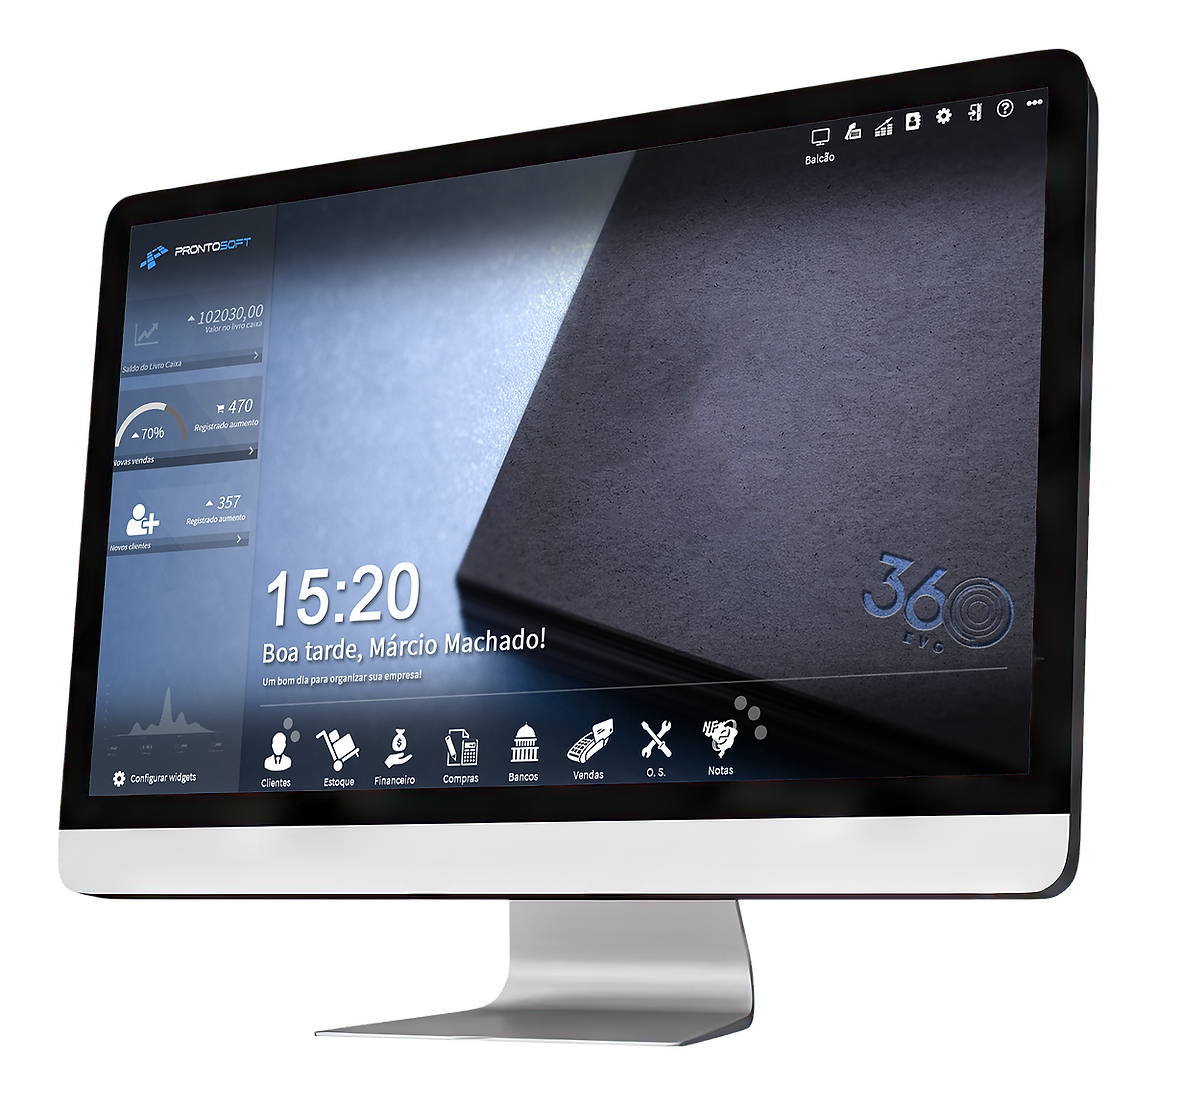 Balcão
PRONTOSOFT
102030,00
Valor no livro caixa
Saldo do Livro Caixa
470
Registrado aumento
70%
Novas vendas
357
Registrado aumento
Novos clientes
15:20
Boa tarde, Márcio Machado!
Um bom dia para organizar sua empresa!
360
EVO
Configurar widgets
Clientes
Estoque
Financeiro
Compras
Bancos
Vendas
O. S.
NF-e
Notas